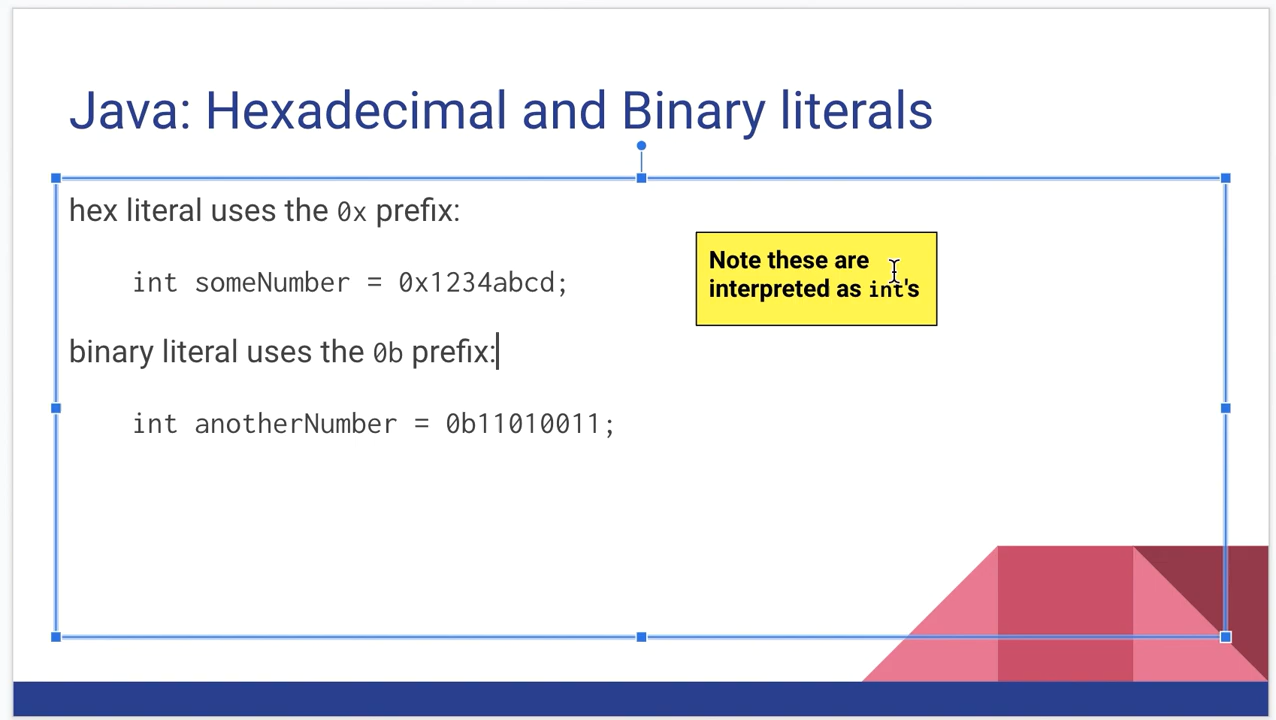 Java: Hexadecimal and Binary literals
hex literal uses the 0x prefix:
int someNumber = 0x1234abcd;
Note these are
interpreted as int's
binary literal uses the 0b prefix:
int anotherNumber = 0b11010011;